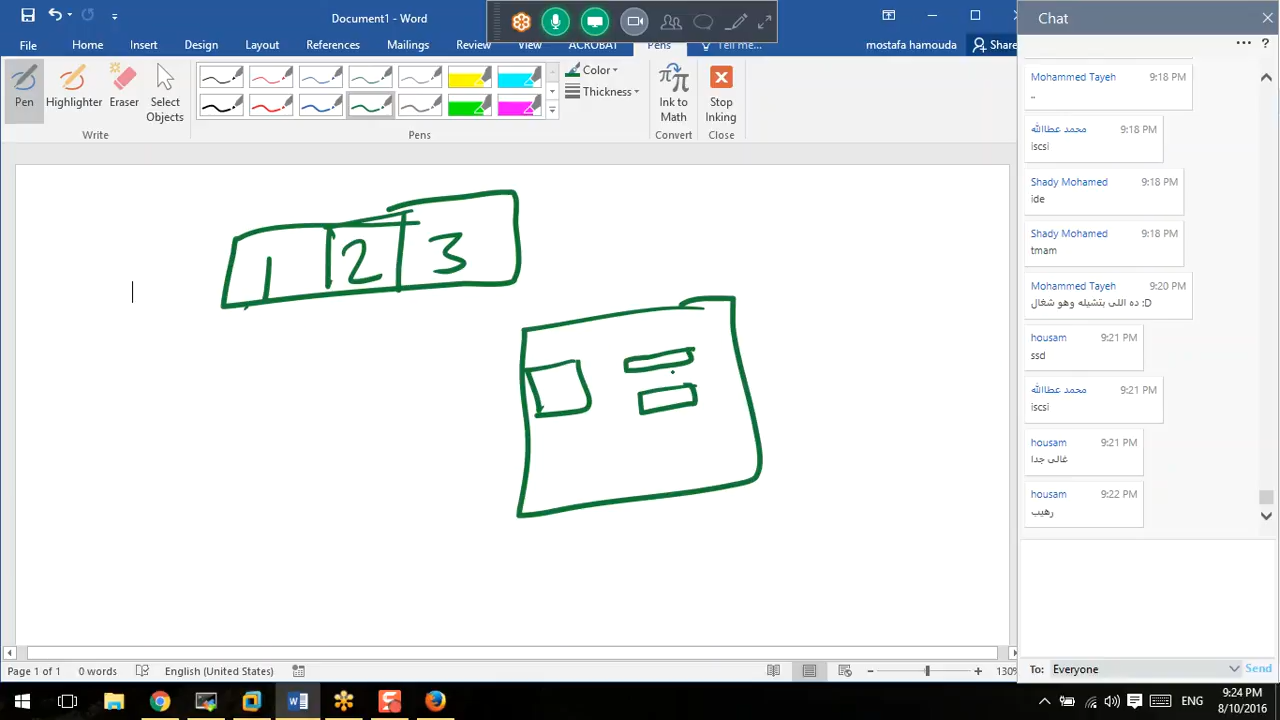 Document1 - Word
Chat
File
Home
Insert
Design
Layout
References
Mailings
Review
View
ACROBAT
Pens
Tell me...
mostafa hamouda
Share
Pen
Highlighter
Eraser
Select Objects
Color
Thickness
Ink to Math
Stop Inking
Write
Pens
Convert
Close
1 2 3
Mohammed Tayeh 9:18 PM
..
محمد عطاالله 9:18 PM
iscsi
Shady Mohamed 9:18 PM
ide
Shady Mohamed 9:18 PM
tmam
Mohammed Tayeh 9:20 PM
ده اللى بتشيله وهو شغال :D
housam 9:21 PM
ssd
محمد عطاالله 9:21 PM
iscsi
housam 9:21 PM
غالى جدا
housam 9:22 PM
رهيب
To: Everyone Send
Page 1 of 1 0 words English (United States) 130%
ENG 9:24 PM
8/10/2016